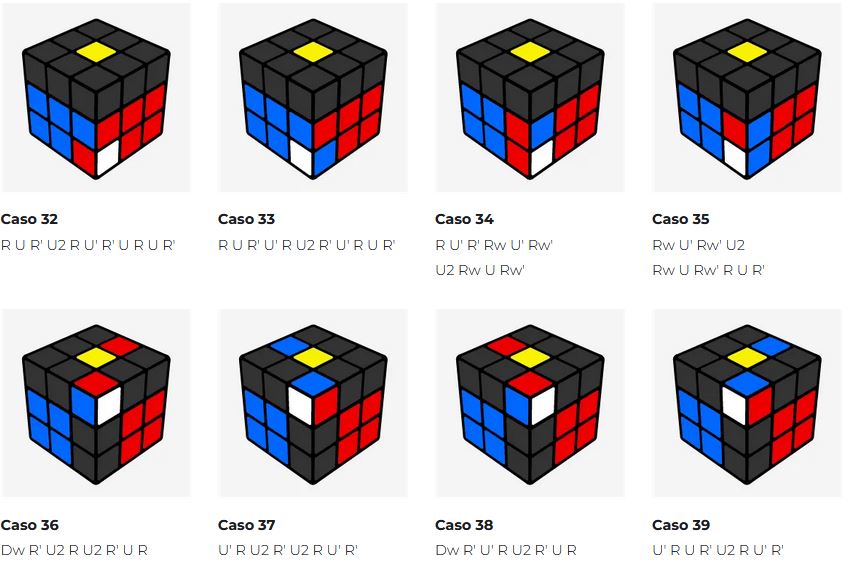 Caso 32
R U R' U2 R U' R' U R U R'
Caso 33
R U R' U' R U2 R' U' R U R'
Caso 34
R U' R' Rw U' Rw'
U2 Rw U Rw'
Caso 35
Rw U' Rw' U2
Rw U Rw' R U R'
Caso 36
Dw R' U2 R U2 R' U R
Caso 37
U' R U2 R' U2 R U' R'
Caso 38
Dw R' U' R U2 R' U R
Caso 39
U' R U R' U2 R U' R'